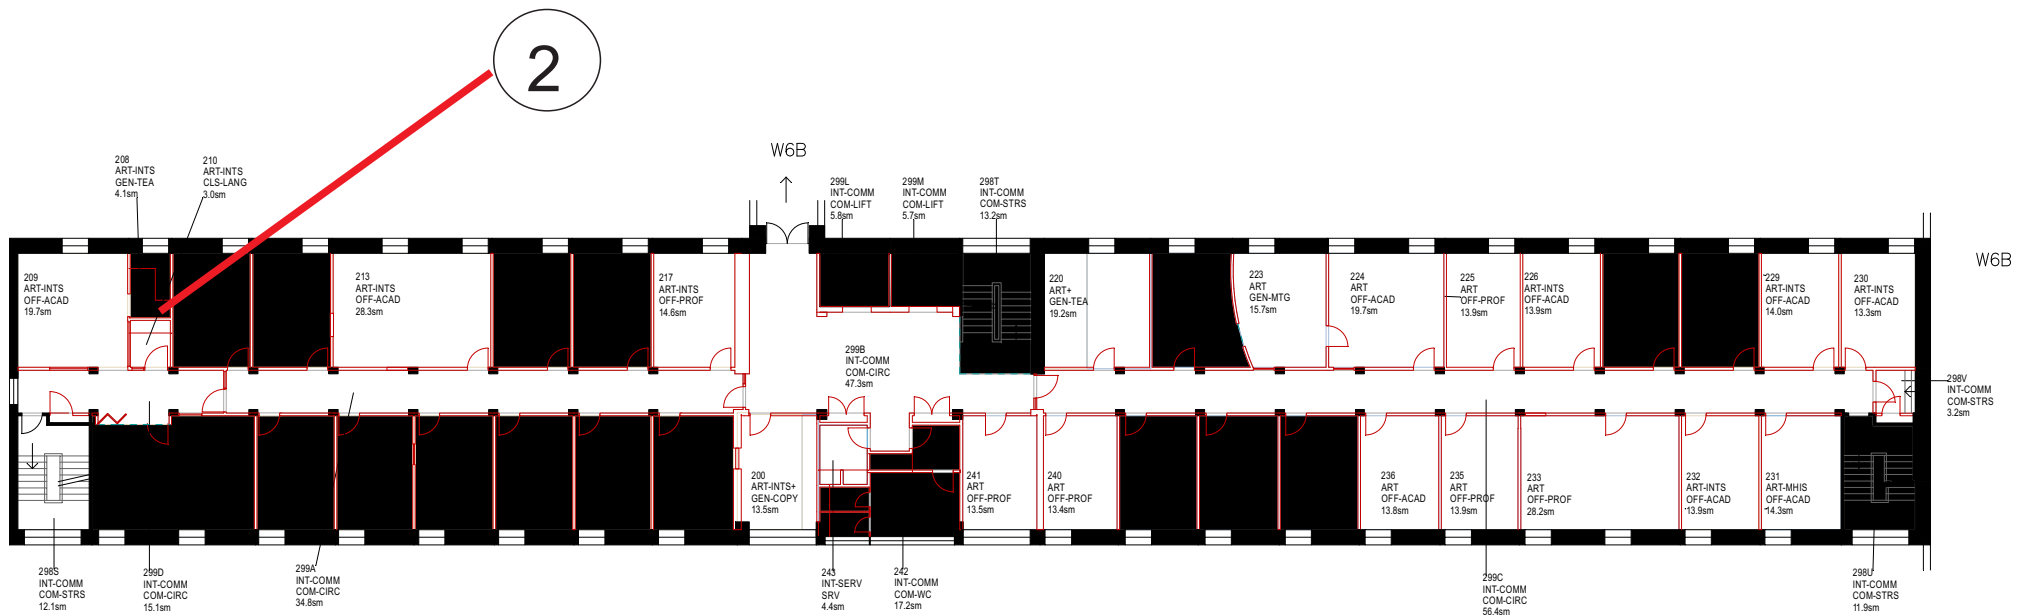 2
W6B
208
ART-INTS
GEN-TEA
4.1sm
210
ART-INTS
CLS-LANG
3.0sm
299L
INT-COMM
COM-LIFT
5.8sm
299M
INT-COMM
COM-LIFT
5.7sm
298T
INT-COMM
COM-STRS
13.2sm
W6B
209
ART-INTS
OFF-ACAD
19.7sm
213
ART-INTS
OFF-ACAD
28.3sm
217
ART-INTS
OFF-PROF
14.6sm
220
ART+
GEN-TEA
19.2sm
223
ART
GEN-MTG
15.7sm
224
ART
OFF-ACAD
19.7sm
225
ART
OFF-PROF
13.9sm
226
ART-INTS
OFF-ACAD
13.9sm
229
ART-INTS
OFF-ACAD
14.0sm
230
ART-INTS
OFF-ACAD
13.3sm
299B
INT-COMM
COM-CIRC
47.3sm
298V
INT-COMM
COM-STRS
3.2sm
200
ART-INTS+
GEN-COPY
13.5sm
241
ART
OFF-PROF
13.5sm
240
ART
OFF-PROF
13.4sm
236
ART
OFF-ACAD
13.8sm
235
ART
OFF-PROF
13.9sm
233
ART
OFF-PROF
28.2sm
232
ART-INTS
OFF-ACAD
13.9sm
231
ART-MHIS
OFF-ACAD
14.3sm
298S
INT-COMM
COM-STRS
12.1sm
299D
INT-COMM
COM-CIRC
15.1sm
299A
INT-COMM
COM-CIRC
34.8sm
243
INT-SERV
SRV
4.4sm
242
INT-COMM
COM-WC
17.2sm
299C
INT-COMM
COM-CIRC
56.4sm
298U
INT-COMM
COM-STRS
11.9sm